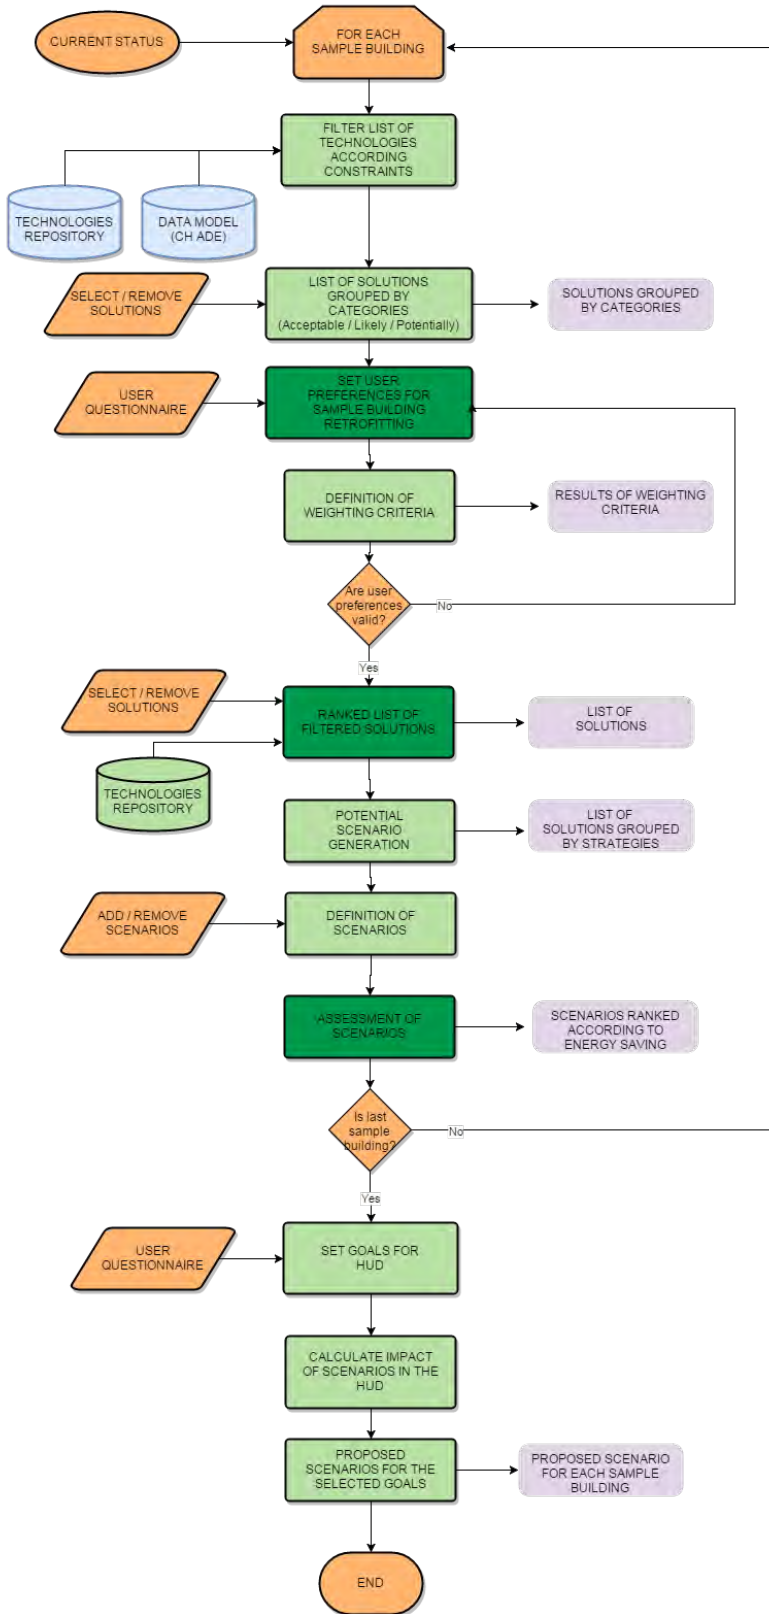 CURRENT STATUS
FOR EACH
SAMPLE BUILDING
FILTER LIST OF
TECHNOLOGIES
ACCORDING
CONSTRAINTS
TECHNOLOGIES
REPOSITORY
DATA MODEL
(CH ADE)
SELECT / REMOVE
SOLUTIONS
LIST OF SOLUTIONS
GROUPED BY
CATEGORIES
(Acceptable / Likely / Potentially)
SOLUTIONS GROUPED
BY CATEGORIES
USER
QUESTIONNAIRE
SET USER
PREFERENCES FOR
SAMPLE BUILDING
RETROFITTING
DEFINITION OF
WEIGHTING CRITERIA
RESULTS OF WEIGHTING
CRITERIA
Are user
preferences
valid?
No
Yes
SELECT / REMOVE
SOLUTIONS
RANKED LIST OF
FILTERED SOLUTIONS
LIST OF
SOLUTIONS
TECHNOLOGIES
REPOSITORY
POTENTIAL
SCENARIO
GENERATION
LIST OF
SOLUTIONS GROUPED
BY STRATEGIES
ADD / REMOVE
SCENARIOS
DEFINITION OF
SCENARIOS
ASSESSMENT OF
SCENARIOS
SCENARIOS RANKED
ACCORDING TO
ENERGY SAVING
Is last
sample
building?
No
Yes
USER
QUESTIONNAIRE
SET GOALS FOR
HUD
CALCULATE IMPACT
OF SCENARIOS IN THE
HUD
PROPOSED
SCENARIOS FOR THE
SELECTED GOALS
PROPOSED SCENARIO
FOR EACH SAMPLE
BUILDING
END